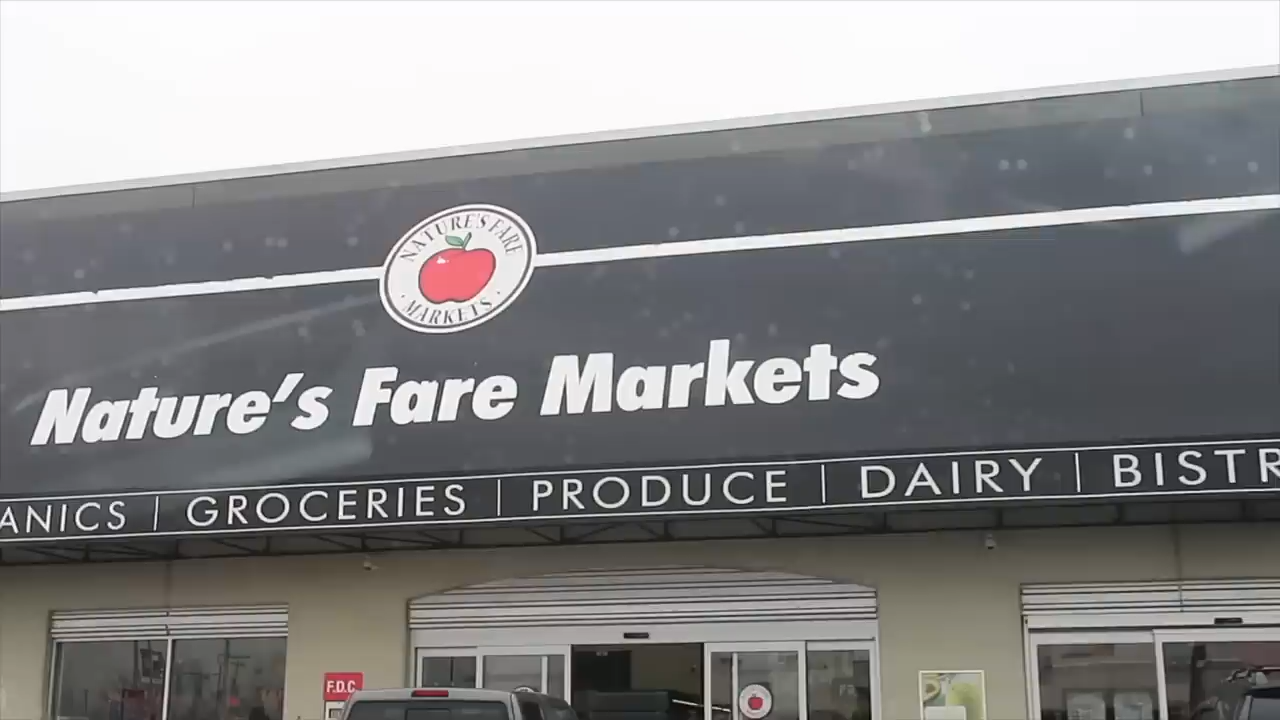 NATURE'S FARE
· MARKETS ·
Nature's Fare Markets
ANICS | GROCERIES | PRODUCE | DAIRY | BISTR
F.D.C.